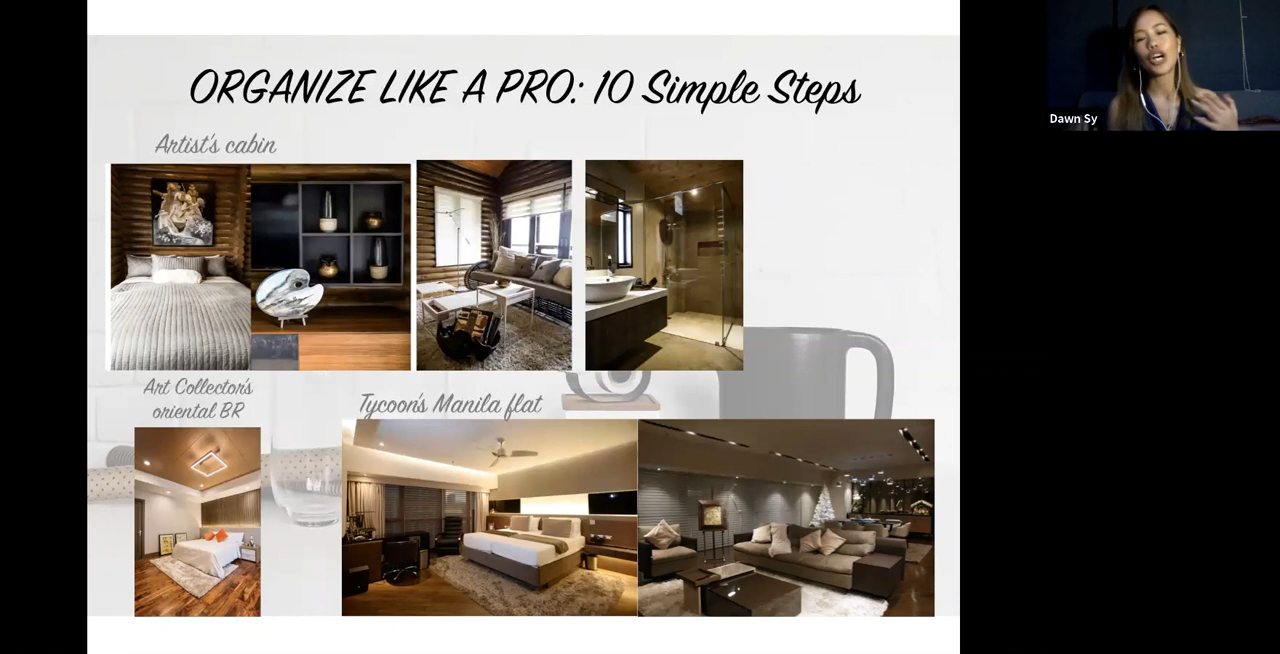 ORGANIZE LIKE A PRO: 10 Simple Steps
Artist's cabin
Art Collector's
oriental BR
Tycoon's Manila flat
Dawn Sy